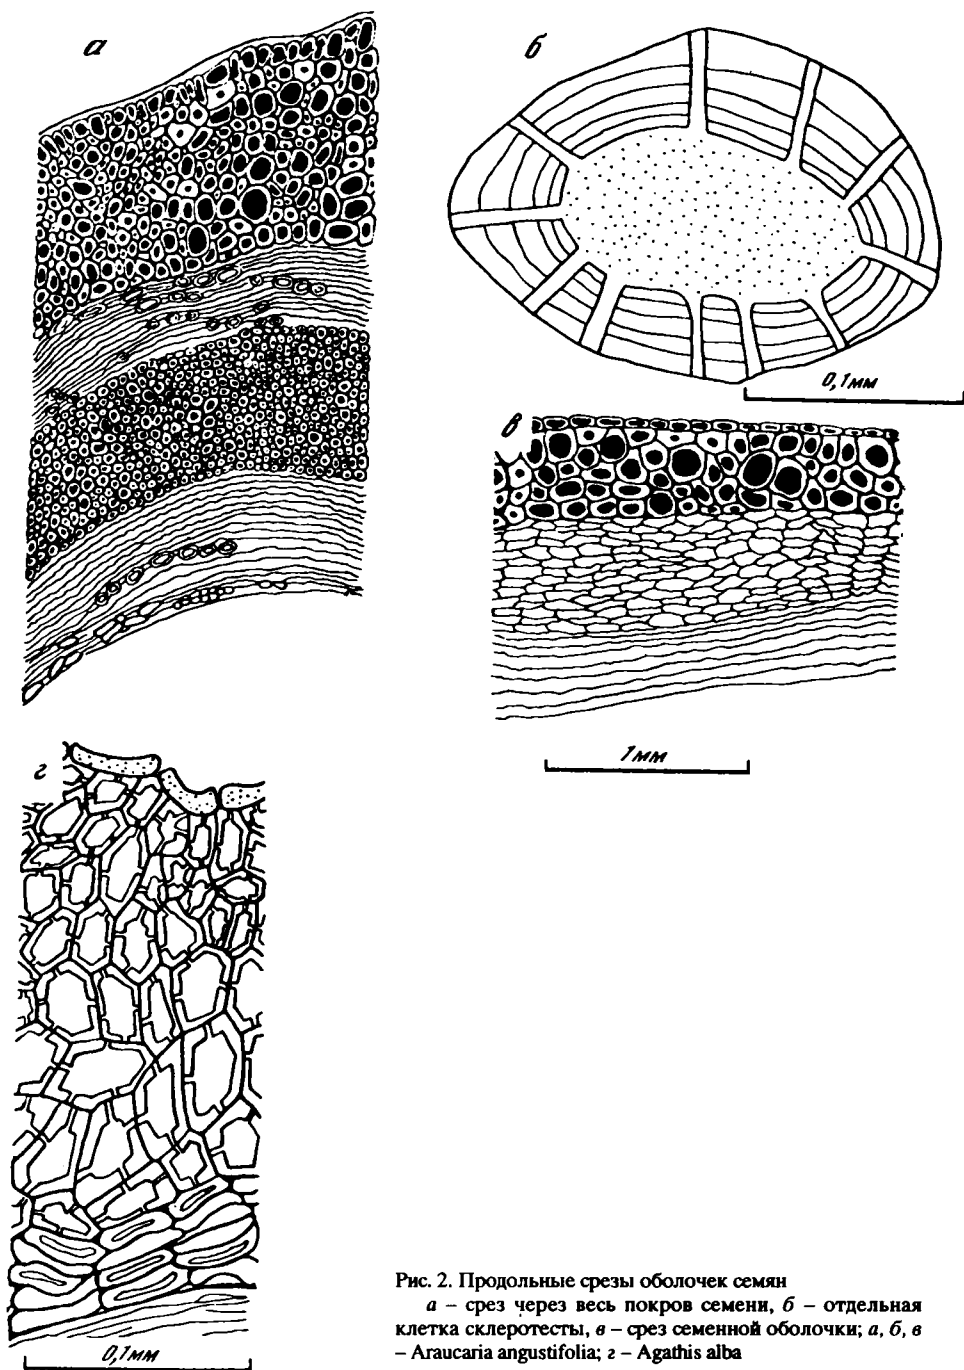 а
б
0,1мм
в
1мм
г
0,1мм
Рис. 2. Продольные срезы оболочек семян
а – срез через весь покров семени, б – отдельная
клетка склеротесты, в – срез семенной оболочки; а, б, в
– Araucaria angustifolia; г – Agathis alba